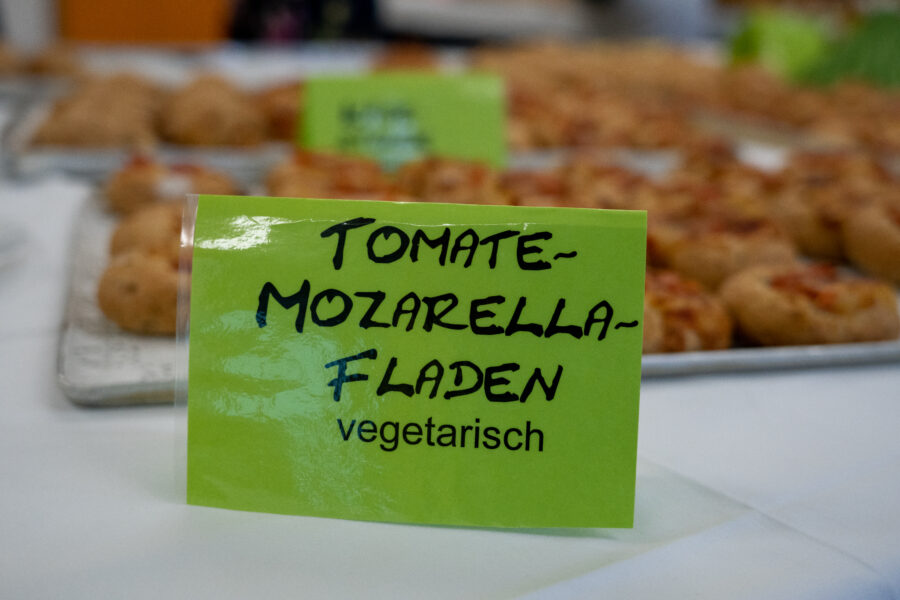 TOMATE-
MOZARELLA-
FLADEN
vegetarisch